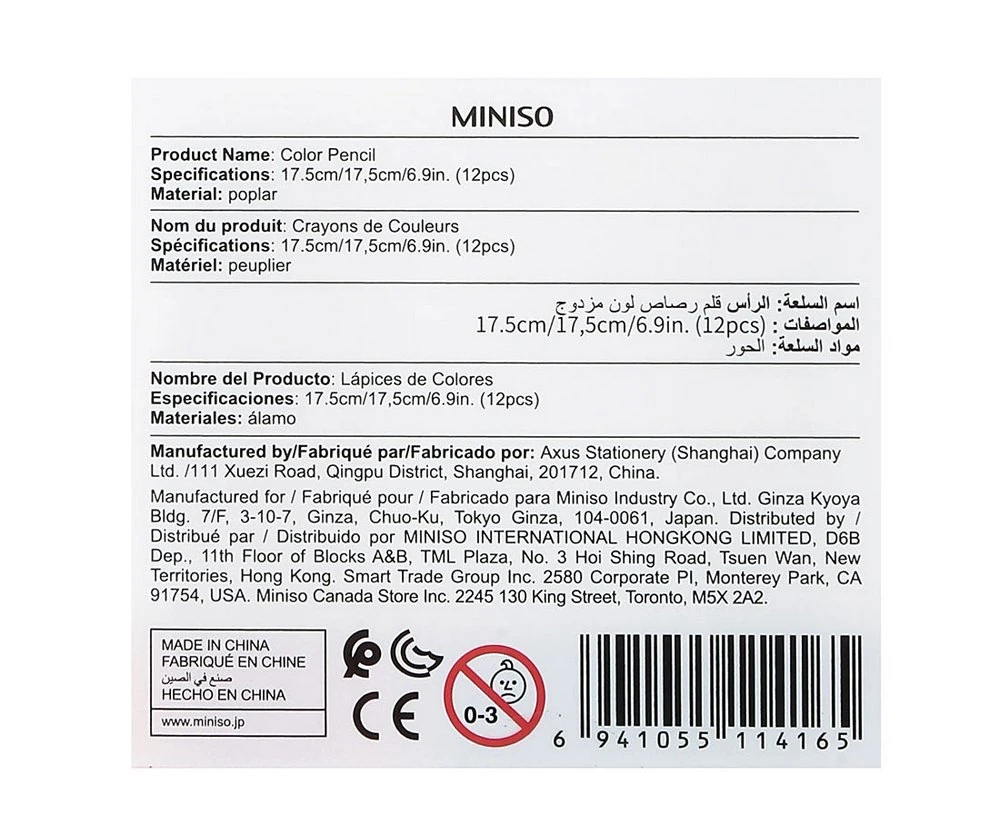 MINISO
Product Name: Color Pencil
Specifications: 17.5cm/17,5cm/6.9in. (12pcs)
Material: poplar
Nom du produit: Crayons de Couleurs
Spécifications: 17.5cm/17,5cm/6.9in. (12pcs)
Matériel: peuplier
اسم السلعة: الرأس قلم رصاص لون مزدوج
المواصفات : 17.5cm/17,5cm/6.9in. (12pcs)
مواد السلعة: الحور
Nombre del Producto: Lápices de Colores
Especificaciones: 17.5cm/17,5cm/6.9in. (12pcs)
Materiales: álamo
Manufactured by/Fabriqué par/Fabricado por: Axus Stationery (Shanghai) Company
Ltd. /111 Xuezi Road, Qingpu District, Shanghai, 201712, China.
Manufactured for / Fabriqué pour / Fabricado para Miniso Industry Co., Ltd. Ginza Kyoya
Bldg. 7/F, 3-10-7, Ginza, Chuo-Ku, Tokyo Ginza, 104-0061, Japan. Distributed by /
Distribué par / Distribuido por MINISO INTERNATIONAL HONGKONG LIMITED, D6B
Dep., 11th Floor of Blocks A&B, TML Plaza, No. 3 Hoi Shing Road, Tsuen Wan, New
Territories, Hong Kong. Smart Trade Group Inc. 2580 Corporate Pl, Monterey Park, CA
91754, USA. Miniso Canada Store Inc. 2245 130 King Street, Toronto, M5X 2A2.
MADE IN CHINA
FABRIQUÉ EN CHINE
صنع في الصين
HECHO EN CHINA
www.miniso.jp
CE
0-3
6 941055 114165